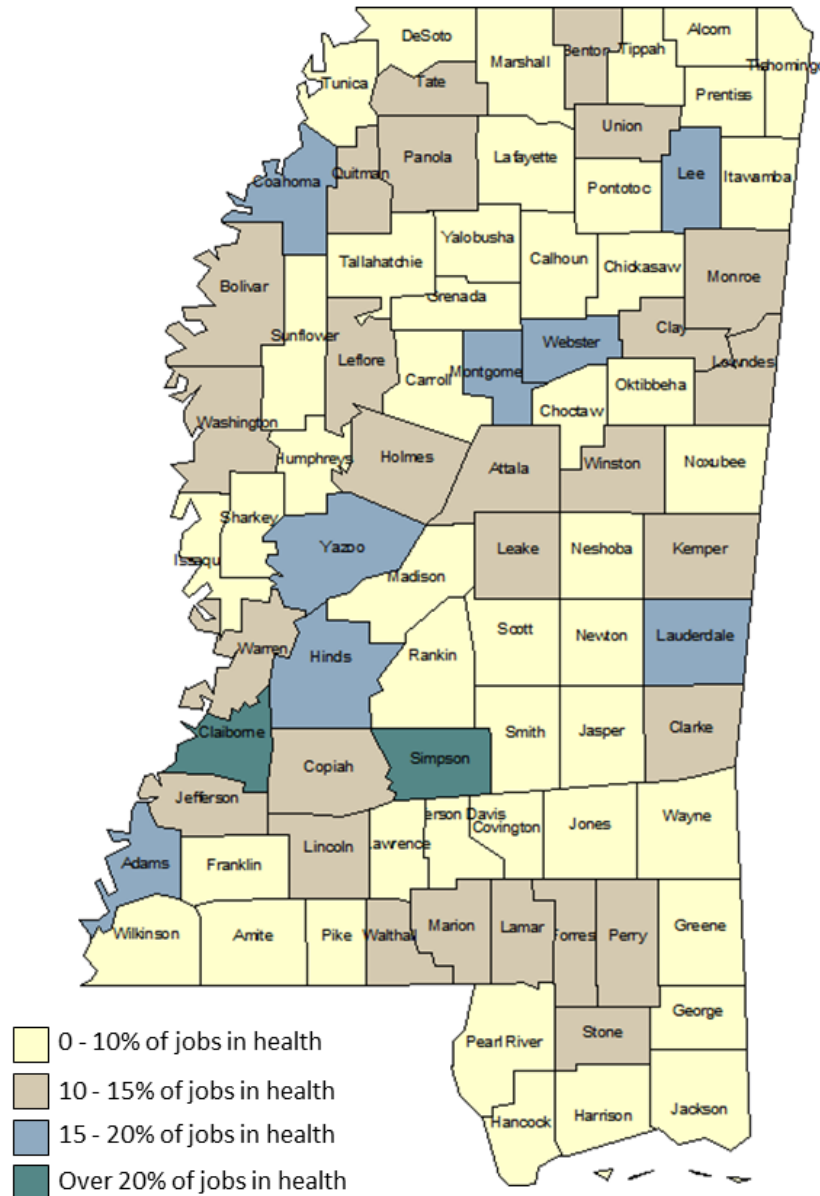 DeSoto
Alcorn
Benton
Tippah
Marshall
Tishomingo
Tunica
Tate
Prentiss
Union
Panola
Lafayette
Quitman
Coahoma
Lee
Itawamba
Pontotoc
Yalobusha
Tallahatchie
Calhoun
Chickasaw
Monroe
Bolivar
Grenada
Sunflower
Clay
Webster
Leflore
Lowndes
Montgome
Carroll
Oktibbeha
Choctaw
Washington
Humphreys
Holmes
Attala
Winston
Noxubee
Sharkey
Yazoo
Leake
Neshoba
Kemper
Issaqu
Madison
Scott
Newton
Lauderdale
Warren
Hinds
Rankin
Claiborne
Smith
Jasper
Clarke
Simpson
Copiah
Jefferson
erson Davis
Wayne
Covington
Jones
Lawrence
Lincoln
Adams
Franklin
Marion
Lamar
Greene
Wilkinson
Amite
Pike
Walthall
Forres
Perry
George
Stone
Pearl River
Jackson
Harrison
Hancock
0 - 10% of jobs in health
10 - 15% of jobs in health
15 - 20% of jobs in health
Over 20% of jobs in health